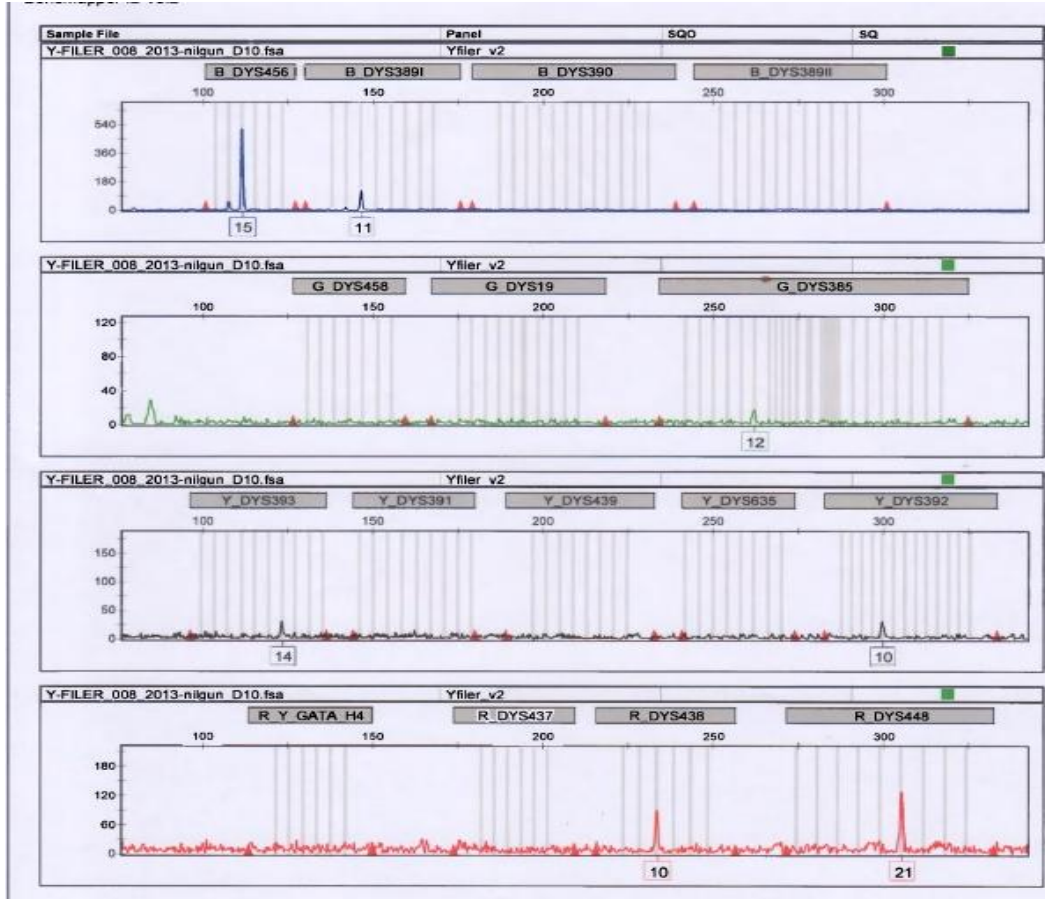 Sample File Panel SQO SQ
Y-FILER_008_2013-nilgun_D10.fsa Yfiler_v2
B_DYS456 B_DYS389I B_DYS390 B_DYS389II
100 150 200 250 300
540
360
180
0
15 11
Y-FILER_008_2013-nilgun_D10.fsa Yfiler_v2
G_DYS458 G_DYS19 G_DYS385
100 150 200 250 300
120
80
40
0
12
Y-FILER_008_2013-nilgun_D10.fsa Yfiler_v2
Y_DYS393 Y_DYS391 Y_DYS439 Y_DYS635 Y_DYS392
100 150 200 250 300
150
100
50
0
14 10
Y-FILER_008_2013-nilgun_D10.fsa Yfiler_v2
R_Y_GATA_H4 R_DYS437 R_DYS438 R_DYS448
100 150 200 250 300
180
120
60
0
10 21